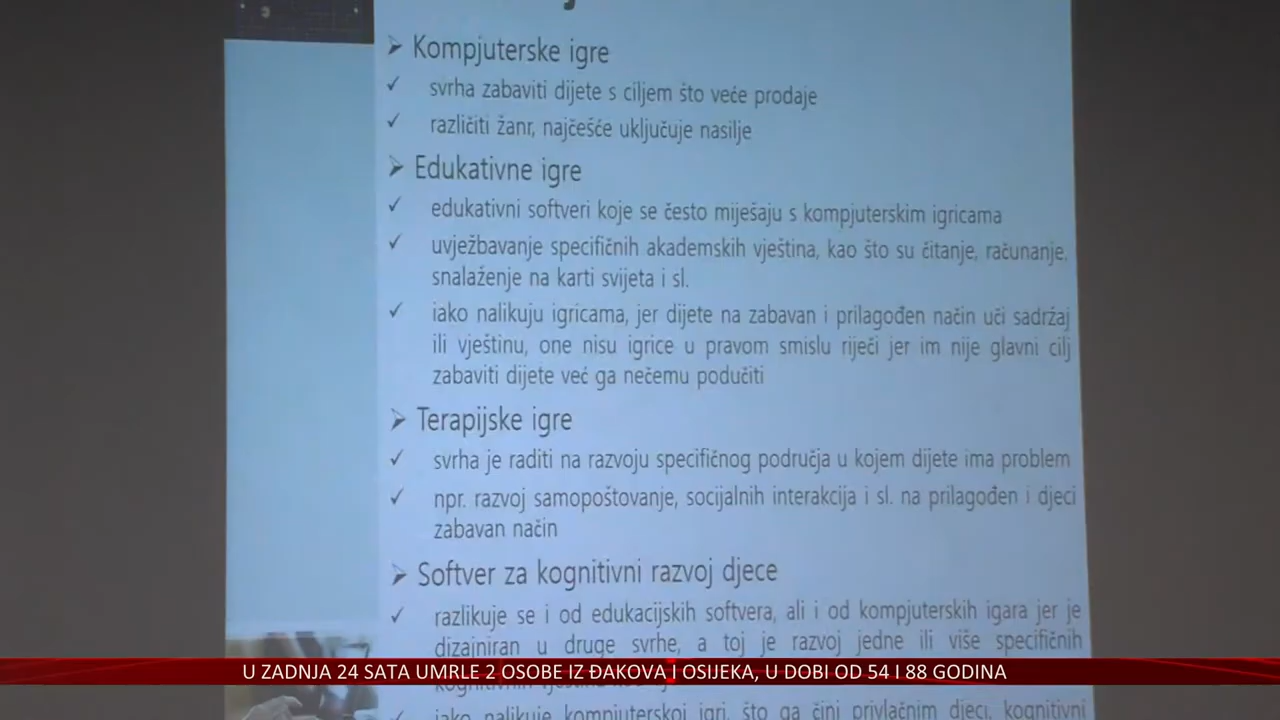 Kompjuterske igre
svrha zabaviti dijete s ciljem što veće prodaje
različiti žanr, najčešće uključuje nasilje
Edukativne igre
edukativni softveri koje se često miješaju s kompjuterskim igricama
uvježbavanje specifičnih akademskih vještina, kao što su čitanje, računanje,
snalaženje na karti svijeta i sl.
iako nalikuju igricama, jer dijete na zabavan i prilagođen način uči sadržaj
ili vještinu, one nisu igrice u pravom smislu riječi jer im nije glavni cilj
zabaviti dijete već ga nečemu podučiti
Terapijske igre
svrha je raditi na razvoju specifičnog područja u kojem dijete ima problem
npr. razvoj samopoštovanje, socijalnih interakcija i sl. na prilagođen i djeci
zabavan način
Softver za kognitivni razvoj djece
razlikuje se i od edukacijskih softvera, ali i od kompjuterskih igara jer je
dizajniran u druge svrhe, a toj je razvoj jedne ili više specifičnih
U ZADNJA 24 SATA UMRLE 2 OSOBE IZ ĐAKOVA I OSIJEKA, U DOBI OD 54 I 88 GODINA
iako nalikuje kompjuterskoj igri, što ga čini privlačnim djeci, kognitivni